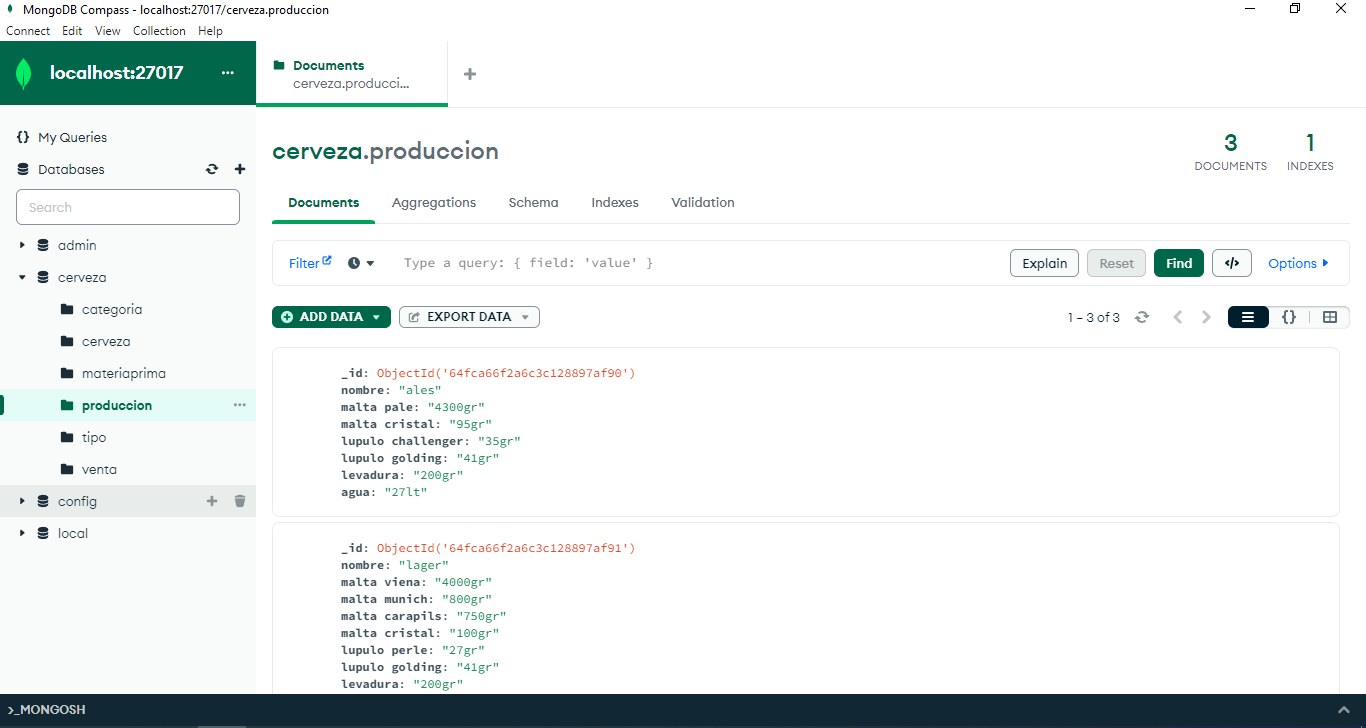 MongoDB Compass - localhost:27017/cerveza.produccion
Connect Edit View Collection Help
localhost:27017 ...
Documents
cerveza.producci...
My Queries
Databases
Search
admin
cerveza
categoria
cerveza
materiaprima
produccion ...
tipo
venta
config
local
cerveza.produccion
3
DOCUMENTS
1
INDEXES
Documents Aggregations Schema Indexes Validation
Filter Type a query: { field: 'value' } Explain Reset Find </> Options
ADD DATA EXPORT DATA 1 – 3 of 3 {}
_id: ObjectId('64fca66f2a6c3c128897af90')
nombre: "ales"
malta pale: "4300gr"
malta cristal: "95gr"
lupulo challenger: "35gr"
lupulo golding: "41gr"
levadura: "200gr"
agua: "27lt"
_id: ObjectId('64fca66f2a6c3c128897af91')
nombre: "lager"
malta viena: "4000gr"
malta munich: "800gr"
malta carapils: "750gr"
malta cristal: "100gr"
lupulo perle: "27gr"
lupulo golding: "41gr"
levadura: "200gr"
>_MONGOSH